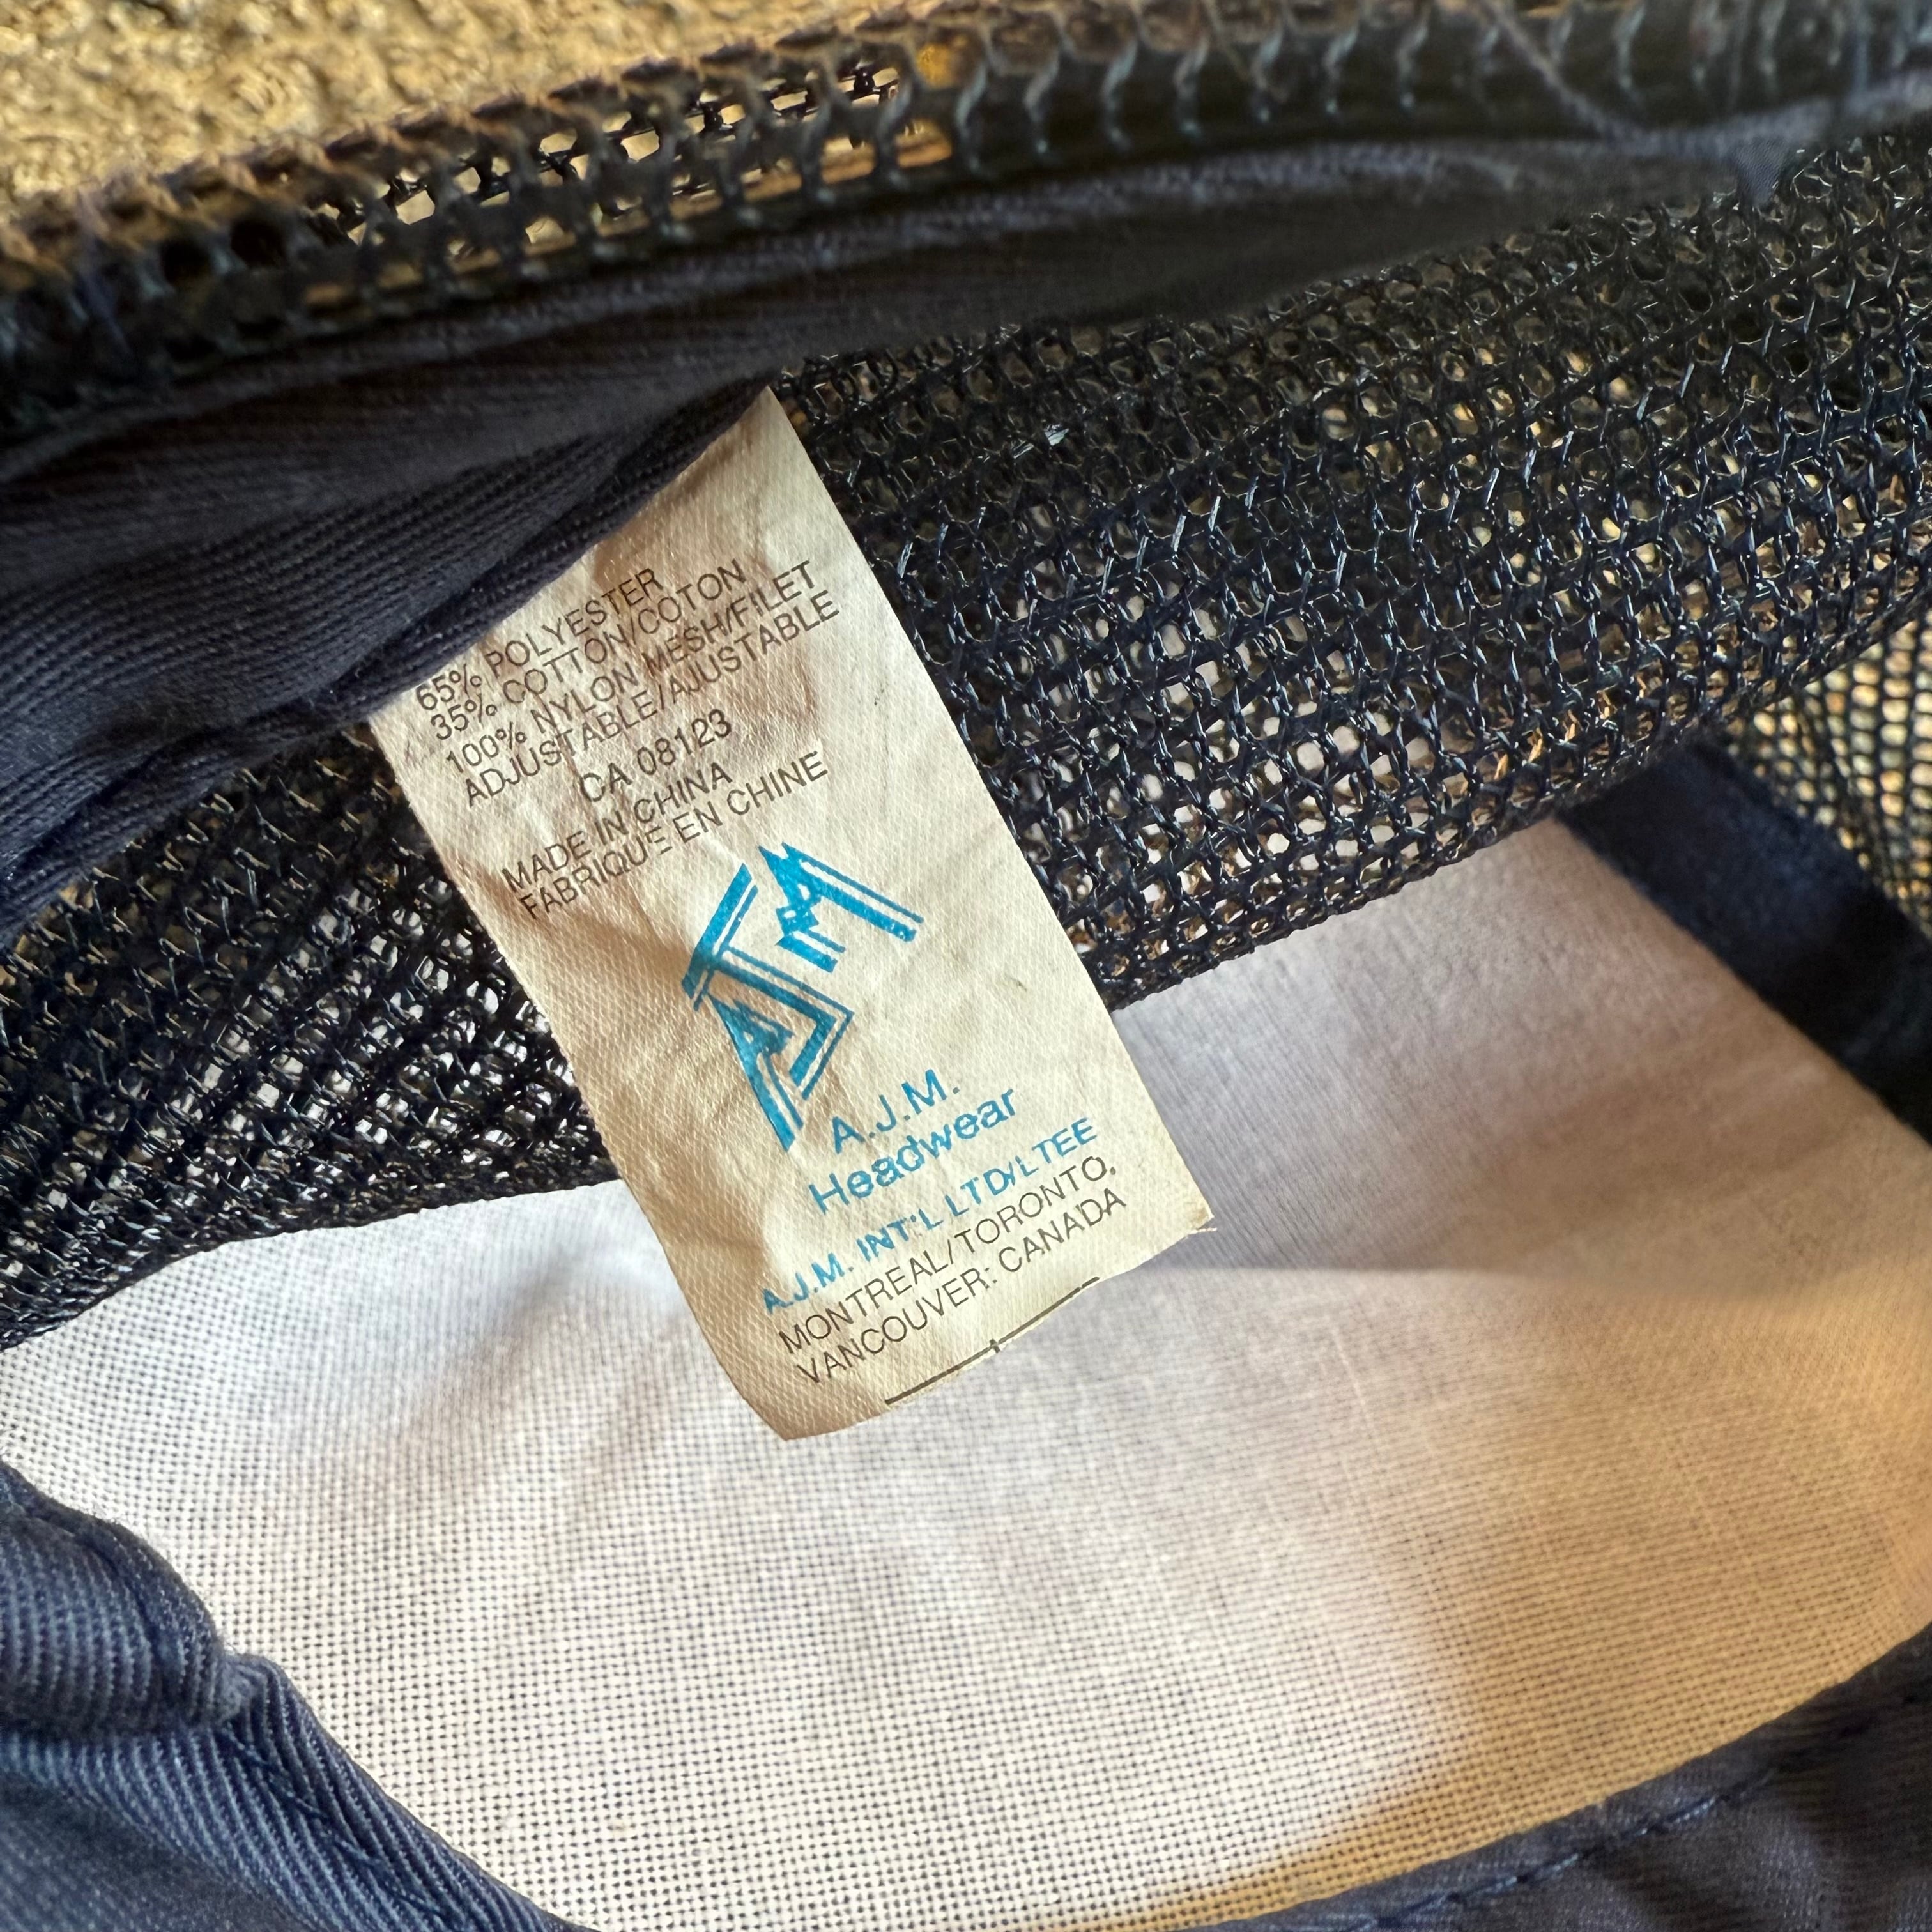 65% POLYESTER
35% COTTON/COTON
100% NYLON MESH/FILET
ADJUSTABLE/AJUSTABLE
CA 08123
MADE IN CHINA
FABRIQUE EN CHINE
AJM
A.J.M.
Headwear
A.J.M. INT'L LTD/LTEE
MONTREAL/TORONTO,
VANCOUVER: CANADA